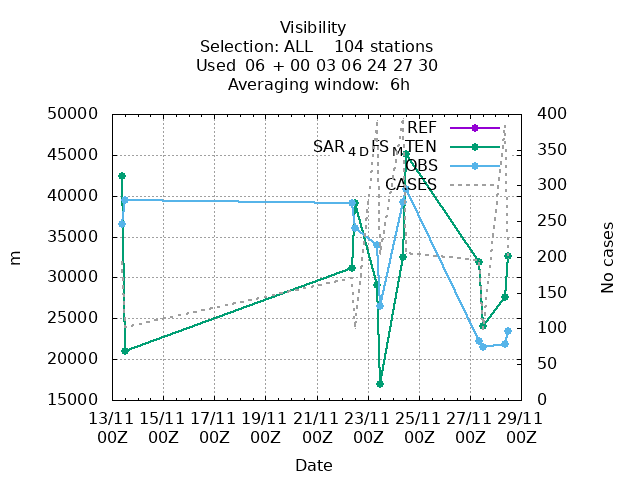 Visibility
Selection: ALL    104 stations
Used  06 + 00 03 06 24 27 30
Averaging window:  6h
50000
45000
40000
35000
30000
25000
20000
15000
m
400
350
300
250
200
150
100
50
0
No cases
REF
SAR4DFSMTEN
OBS
CASES
13/11 15/11 17/11 19/11 21/11 23/11 25/11 27/11 29/11
00Z 00Z 00Z 00Z 00Z 00Z 00Z 00Z 00Z
Date